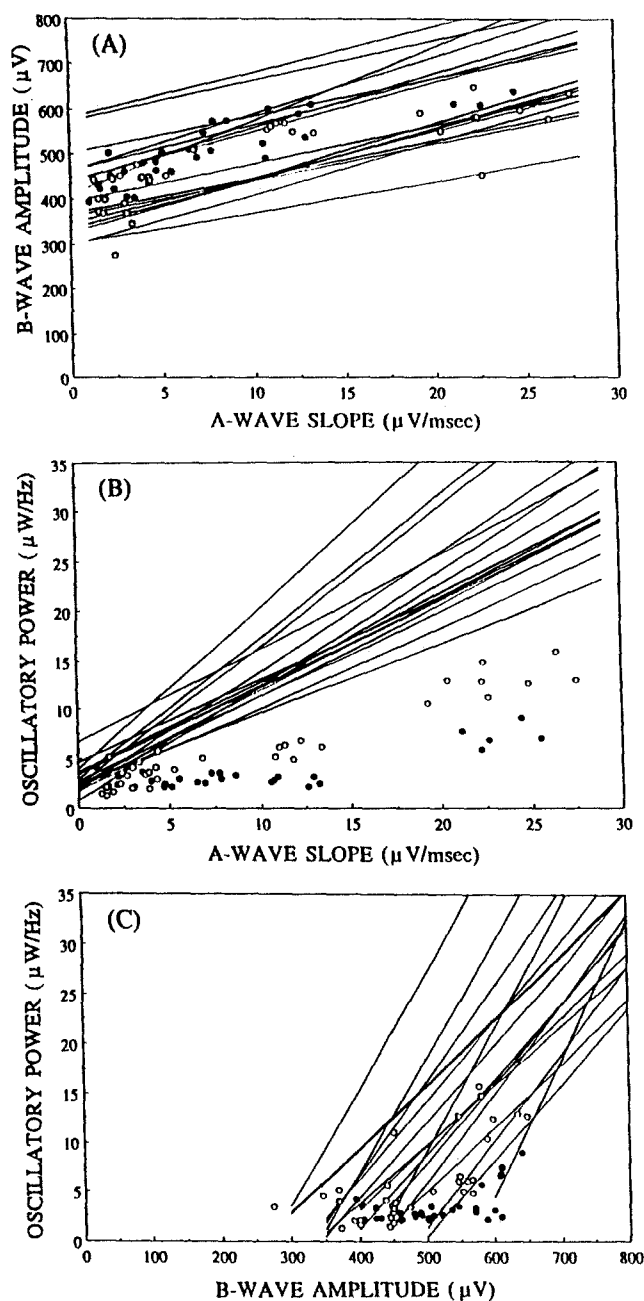 (A)
B-WAVE AMPLITUDE (µV)
800
700
600
500
400
300
200
100
0
0 5 10 15 20 25 30
A-WAVE SLOPE (µV/msec)
(B)
OSCILLATORY POWER (µW/Hz)
35
30
25
20
15
10
5
0
0 5 10 15 20 25 30
A-WAVE SLOPE (µV/msec)
(C)
OSCILLATORY POWER (µW/Hz)
35
30
25
20
15
10
5
0
0 100 200 300 400 500 600 700 800
B-WAVE AMPLITUDE (µV)